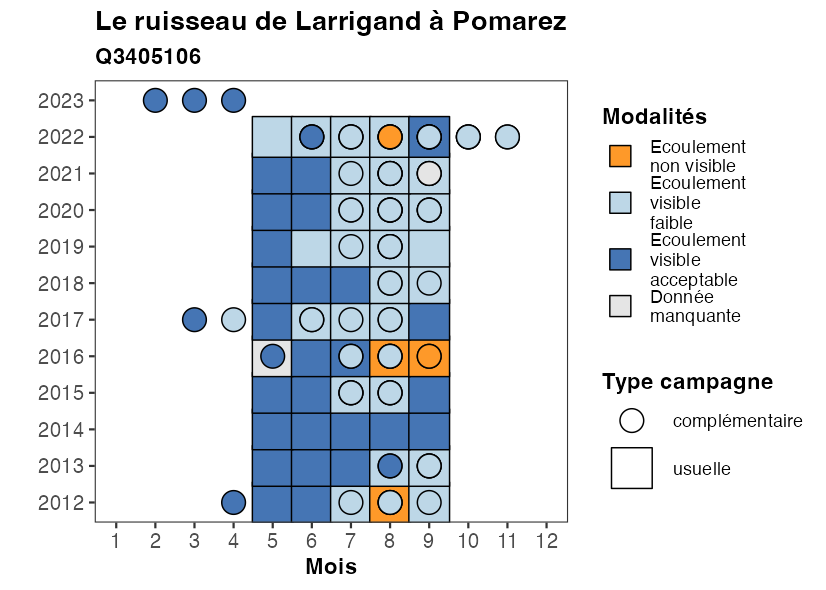 Le ruisseau de Larrigand à Pomarez
Q3405106
2023
2022
2021
2020
2019
2018
2017
2016
2015
2014
2013
2012
1 2 3 4 5 6 7 8 9 10 11 12
Mois
Modalités
Ecoulement
non visible
Ecoulement
visible
faible
Ecoulement
visible
acceptable
Donnée
manquante
Type campagne
complémentaire
usuelle